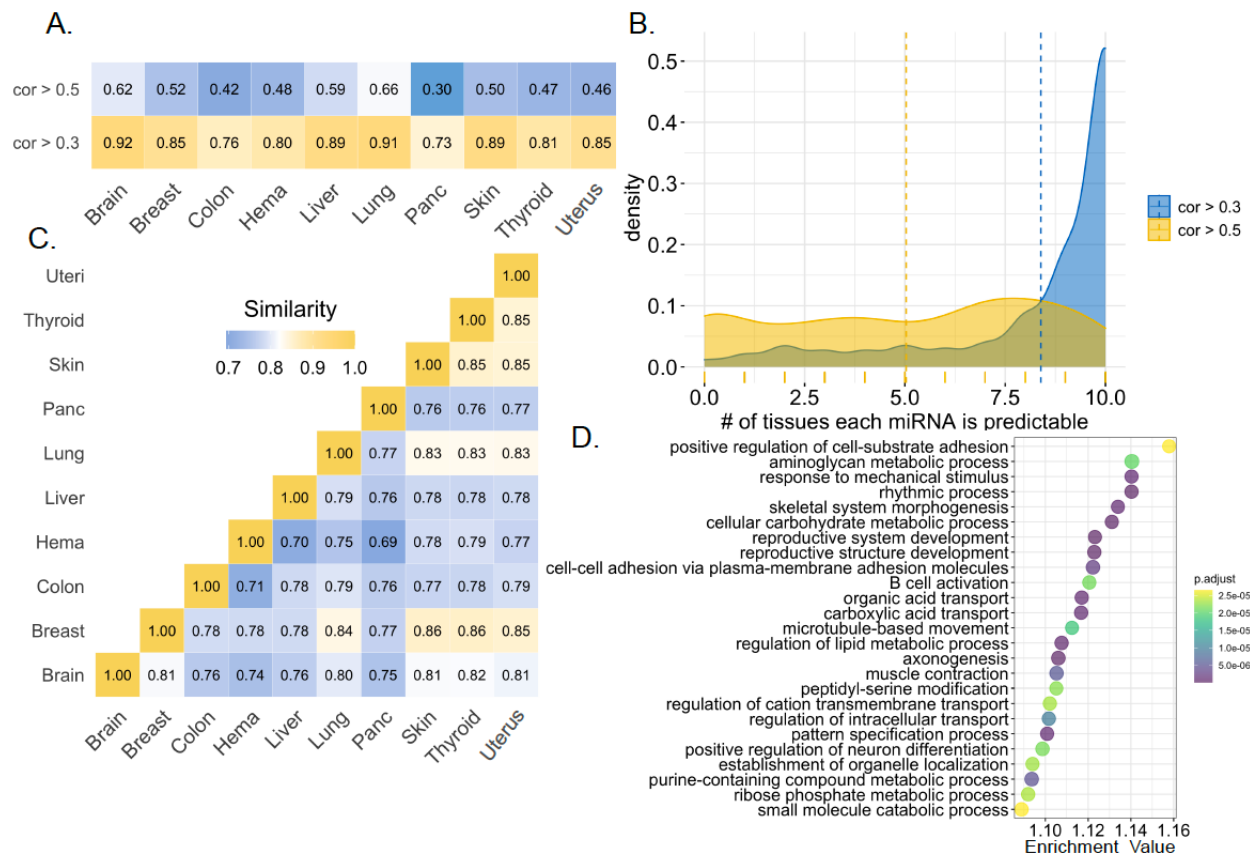 A.
cor > 0.5 0.62 0.52 0.42 0.48 0.59 0.66 0.30 0.50 0.47 0.46
cor > 0.3 0.92 0.85 0.76 0.80 0.89 0.91 0.73 0.89 0.81 0.85
Brain Breast Colon Hema Liver Lung Panc Skin Thyroid Uterus
B.
density
0.5
0.4
0.3
0.2
0.1
0.0
0.0 2.5 5.0 7.5 10.0
# of tissues each miRNA is predictable
cor > 0.3
cor > 0.5
C.
Similarity
0.7 0.8 0.9 1.0
Uteri 1.00
Thyroid 1.00 0.85
Skin 1.00 0.85 0.85
Panc 1.00 0.76 0.76 0.77
Lung 1.00 0.77 0.83 0.83 0.83
Liver 1.00 0.79 0.76 0.78 0.78 0.78
Hema 1.00 0.70 0.75 0.69 0.78 0.79 0.77
Colon 1.00 0.71 0.78 0.79 0.76 0.77 0.78 0.79
Breast 1.00 0.78 0.78 0.78 0.84 0.77 0.86 0.86 0.85
Brain 1.00 0.81 0.76 0.74 0.76 0.80 0.75 0.81 0.82 0.81
Brain Breast Colon Hema Liver Lung Panc Skin Thyroid Uterus
D.
positive regulation of cell-substrate adhesion
aminoglycan metabolic process
response to mechanical stimulus
rhythmic process
skeletal system morphogenesis
cellular carbohydrate metabolic process
reproductive system development
reproductive structure development
cell-cell adhesion via plasma-membrane adhesion molecules
B cell activation
organic acid transport
carboxylic acid transport
microtubule-based movement
regulation of lipid metabolic process
axonogenesis
muscle contraction
peptidyl-serine modification
regulation of cation transmembrane transport
regulation of intracellular transport
pattern specification process
positive regulation of neuron differentiation
establishment of organelle localization
purine-containing compound metabolic process
ribose phosphate metabolic process
small molecule catabolic process
1.10 1.12 1.14 1.16
Enrichment Value
p.adjust
2.5e-05
2.0e-05
1.5e-05
1.0e-05
5.0e-06